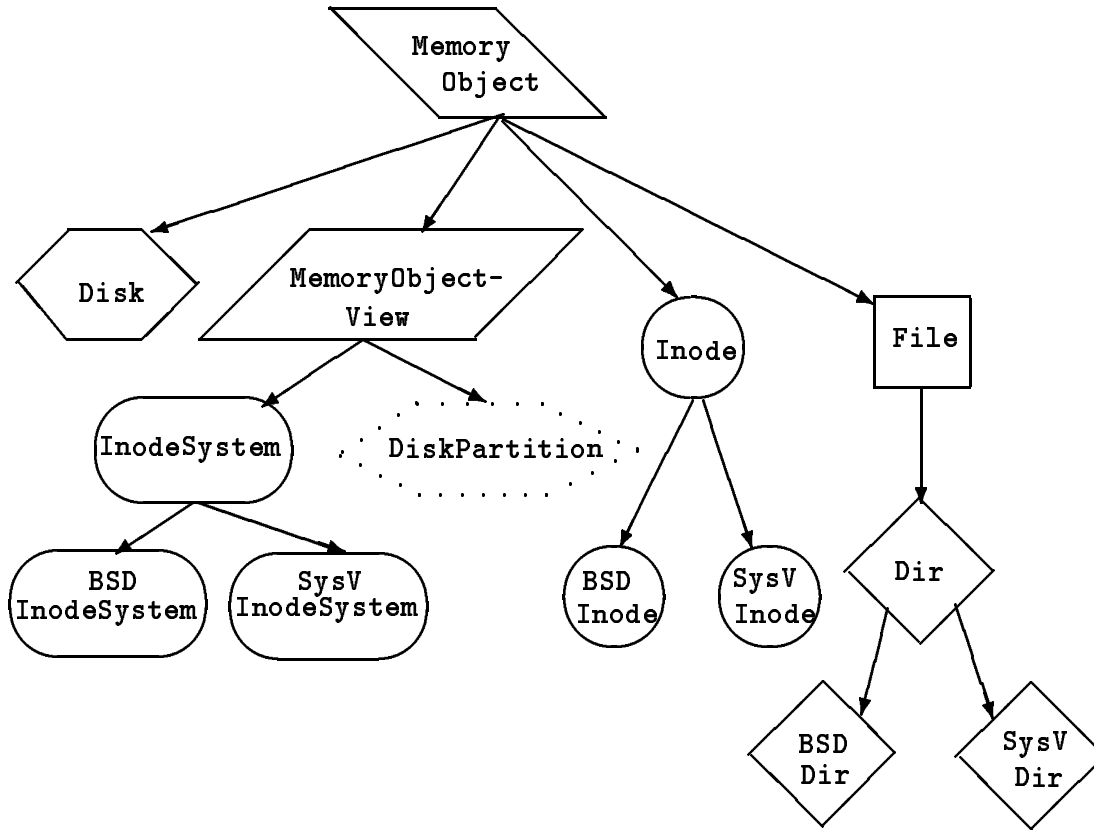 Memory
Object
Disk
MemoryObject-
View
Inode
File
InodeSystem
DiskPartition
BSD
InodeSystem
SysV
InodeSystem
BSD
Inode
SysV
Inode
Dir
BSD
Dir
SysV
Dir